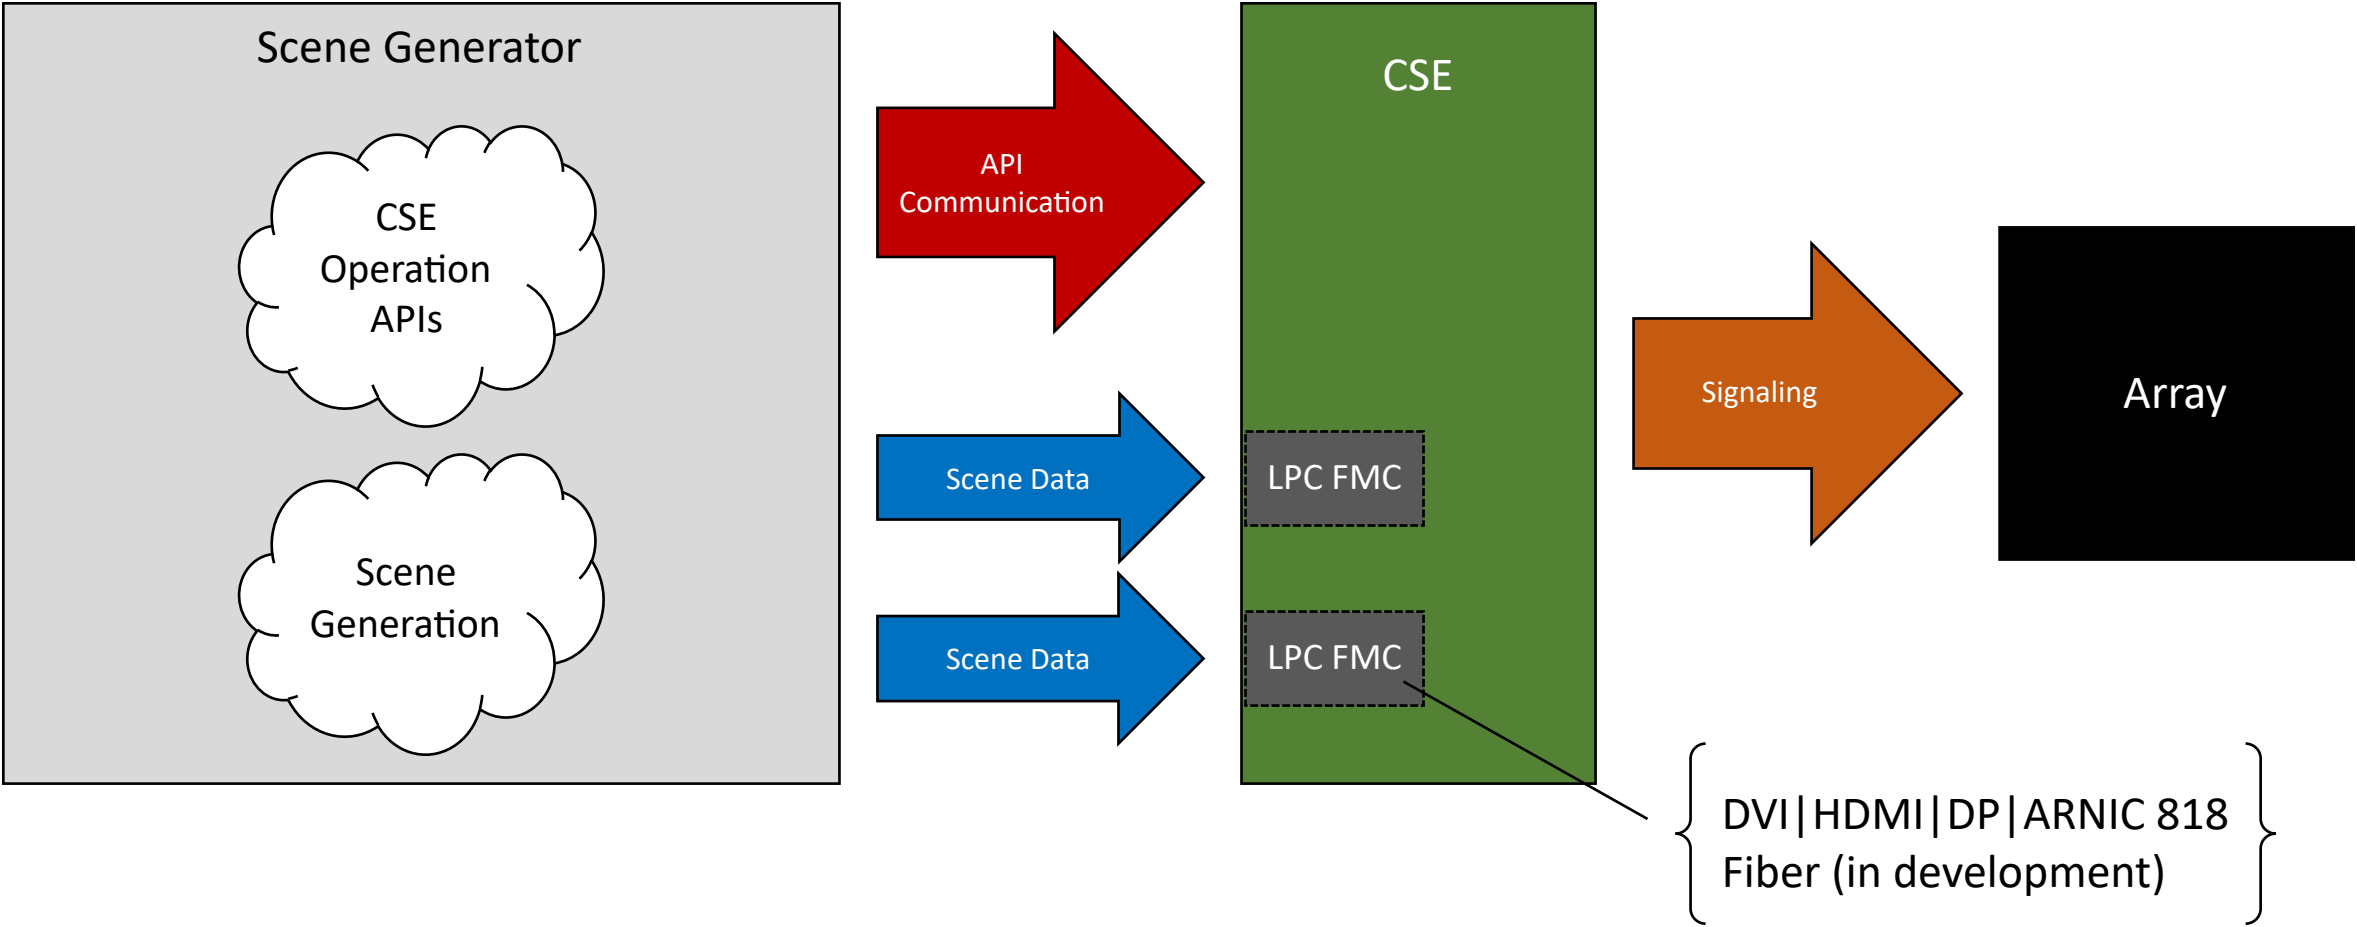 Scene Generator
CSE
Operation
APIs
Scene
Generation
API
Communication
Scene Data
Scene Data
CSE
LPC FMC
LPC FMC
Signaling
Array
DVI|HDMI|DP|ARNIC 818
Fiber (in development)